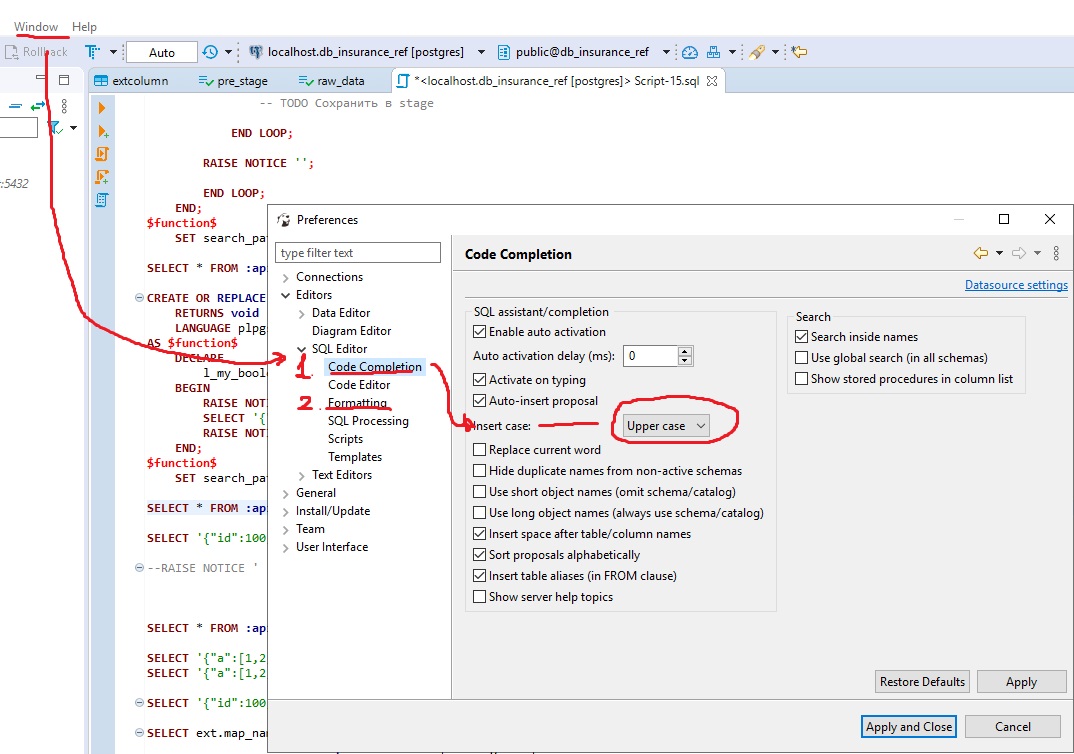 Window Help
Rollback Auto localhost.db_insurance_ref [postgres] public@db_insurance_ref
extcolumn pre_stage raw_data *<localhost.db_insurance_ref [postgres]> Script-15.sql
-- TODO Сохранить в stage
END LOOP;
RAISE NOTICE '';
:5432
END LOOP;
END;
$function$
SET search_pa
SELECT * FROM :ap
CREATE OR REPLACE
RETURNS void
LANGUAGE plpg
AS $function$
DECLARE
l_my_boole
BEGIN
RAISE NOT
SELECT '{
RAISE NOT
END;
$function$
SET search_pa
SELECT * FROM :ap
SELECT '{"id":100
--RAISE NOTICE '
SELECT * FROM :ap
SELECT '{"a":[1,2
SELECT '{"a":[1,2
SELECT '{"id":100
SELECT ext.map_na
Preferences
type filter text
Connections
Editors
Data Editor
Diagram Editor
SQL Editor
1 Code Completion
Code Editor
2. Formatting
SQL Processing
Scripts
Templates
Text Editors
General
Install/Update
Team
User Interface
Code Completion
Datasource settings
SQL assistant/completion
Enable auto activation
Auto activation delay (ms): 0
Activate on typing
Auto-insert proposal
Insert case: Upper case
Replace current word
Hide duplicate names from non-active schemas
Use short object names (omit schema/catalog)
Use long object names (always use schema/catalog)
Insert space after table/column names
Sort proposals alphabetically
Insert table aliases (in FROM clause)
Show server help topics
Search
Search inside names
Use global search (in all schemas)
Show stored procedures in column list
Restore Defaults Apply
Apply and Close Cancel